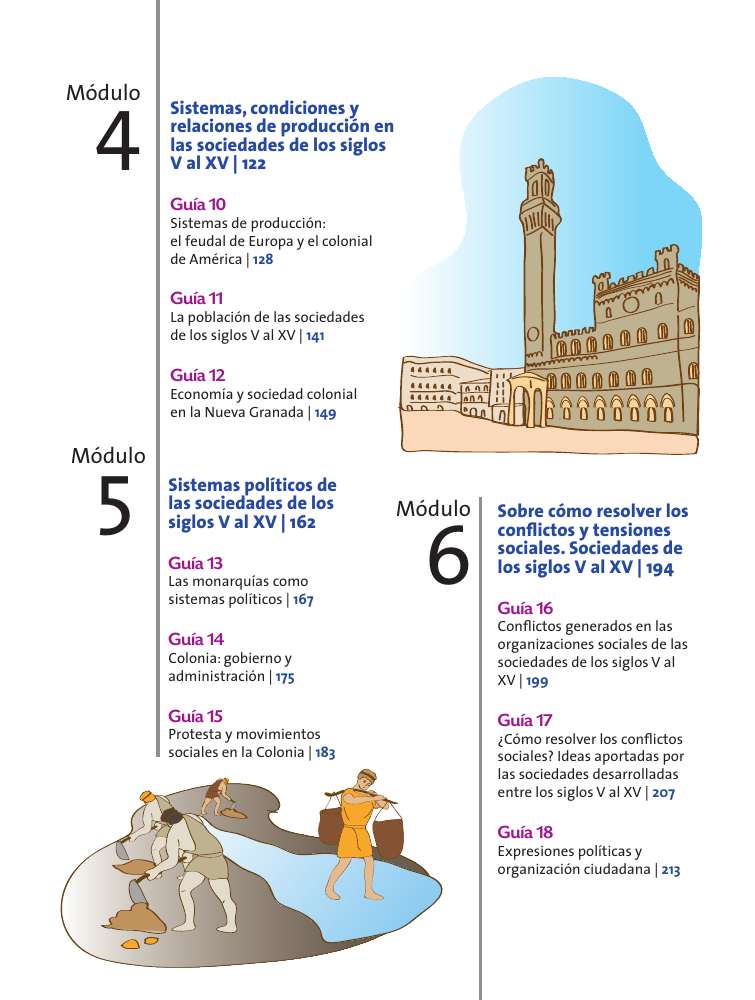 Módulo
4
Sistemas, condiciones y
relaciones de producción en
las sociedades de los siglos
V al XV | 122
Guía 10
Sistemas de producción:
el feudal de Europa y el colonial
de América | 128
Guía 11
La población de las sociedades
de los siglos V al XV | 141
Guía 12
Economía y sociedad colonial
en la Nueva Granada | 149
Módulo
5
Sistemas políticos de
las sociedades de los
siglos V al XV | 162
Guía 13
Las monarquías como
sistemas políticos | 167
Guía 14
Colonia: gobierno y
administración | 175
Guía 15
Protesta y movimientos
sociales en la Colonia | 183
Módulo
6
Sobre cómo resolver los
conflictos y tensiones
sociales. Sociedades de
los siglos V al XV | 194
Guía 16
Conflictos generados en las
organizaciones sociales de las
sociedades de los siglos V al
XV | 199
Guía 17
¿Cómo resolver los conflictos
sociales? Ideas aportadas por
las sociedades desarrolladas
entre los siglos V al XV | 207
Guía 18
Expresiones políticas y
organización ciudadana | 213